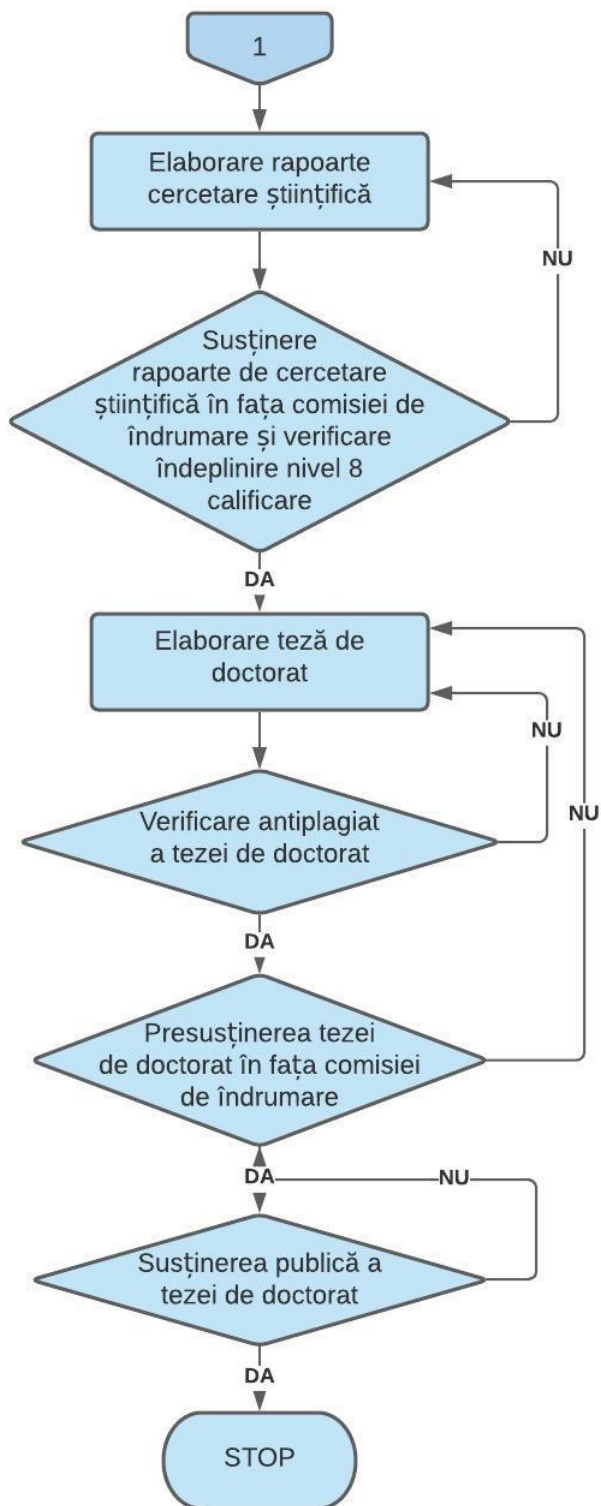 1
Elaborare rapoarte
cercetare științifică
NU
Susținere
rapoarte de cercetare
științifică în fața comisiei de
îndrumare și verificare
îndeplinire nivel 8
calificare
DA
Elaborare teză de
doctorat
NU
NU
Verificare antiplagiat
a tezei de doctorat
DA
Presusținerea tezei
de doctorat în fața comisiei
de îndrumare
DA
NU
Susținerea publică a
tezei de doctorat
DA
STOP